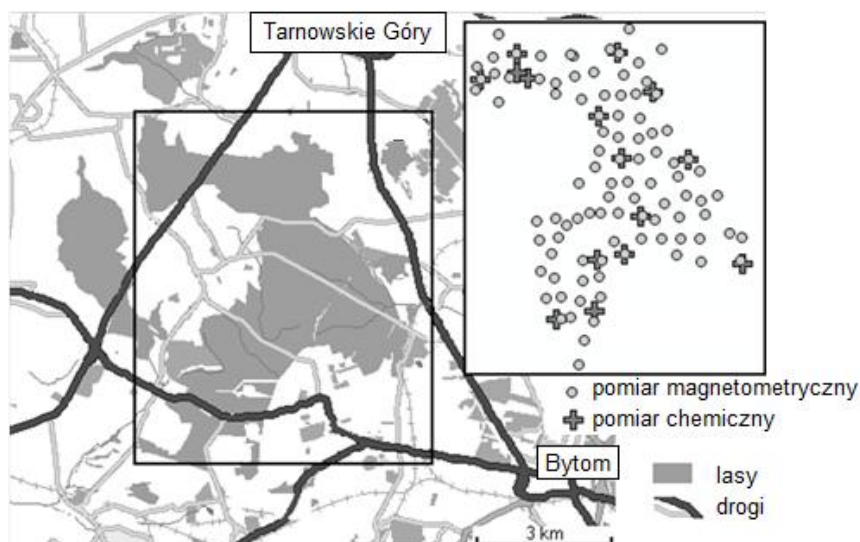 Tarnowskie Góry
pomiar magnetometryczny
pomiar chemiczny
Bytom
lasy
drogi
3 km